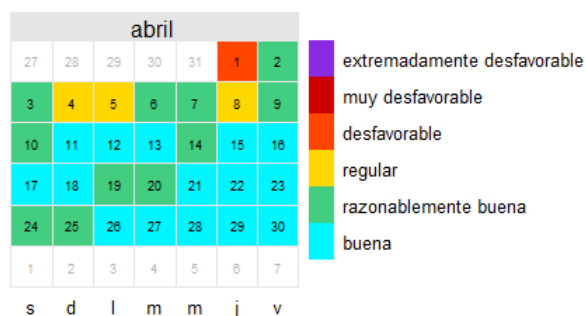 abril
27 28 29 30 31 1 2
3 4 5 6 7 8 9
10 11 12 13 14 15 16
17 18 19 20 21 22 23
24 25 26 27 28 29 30
1 2 3 4 5 6 7
s d l m m j v
extremadamente desfavorable
muy desfavorable
desfavorable
regular
razonablemente buena
buena